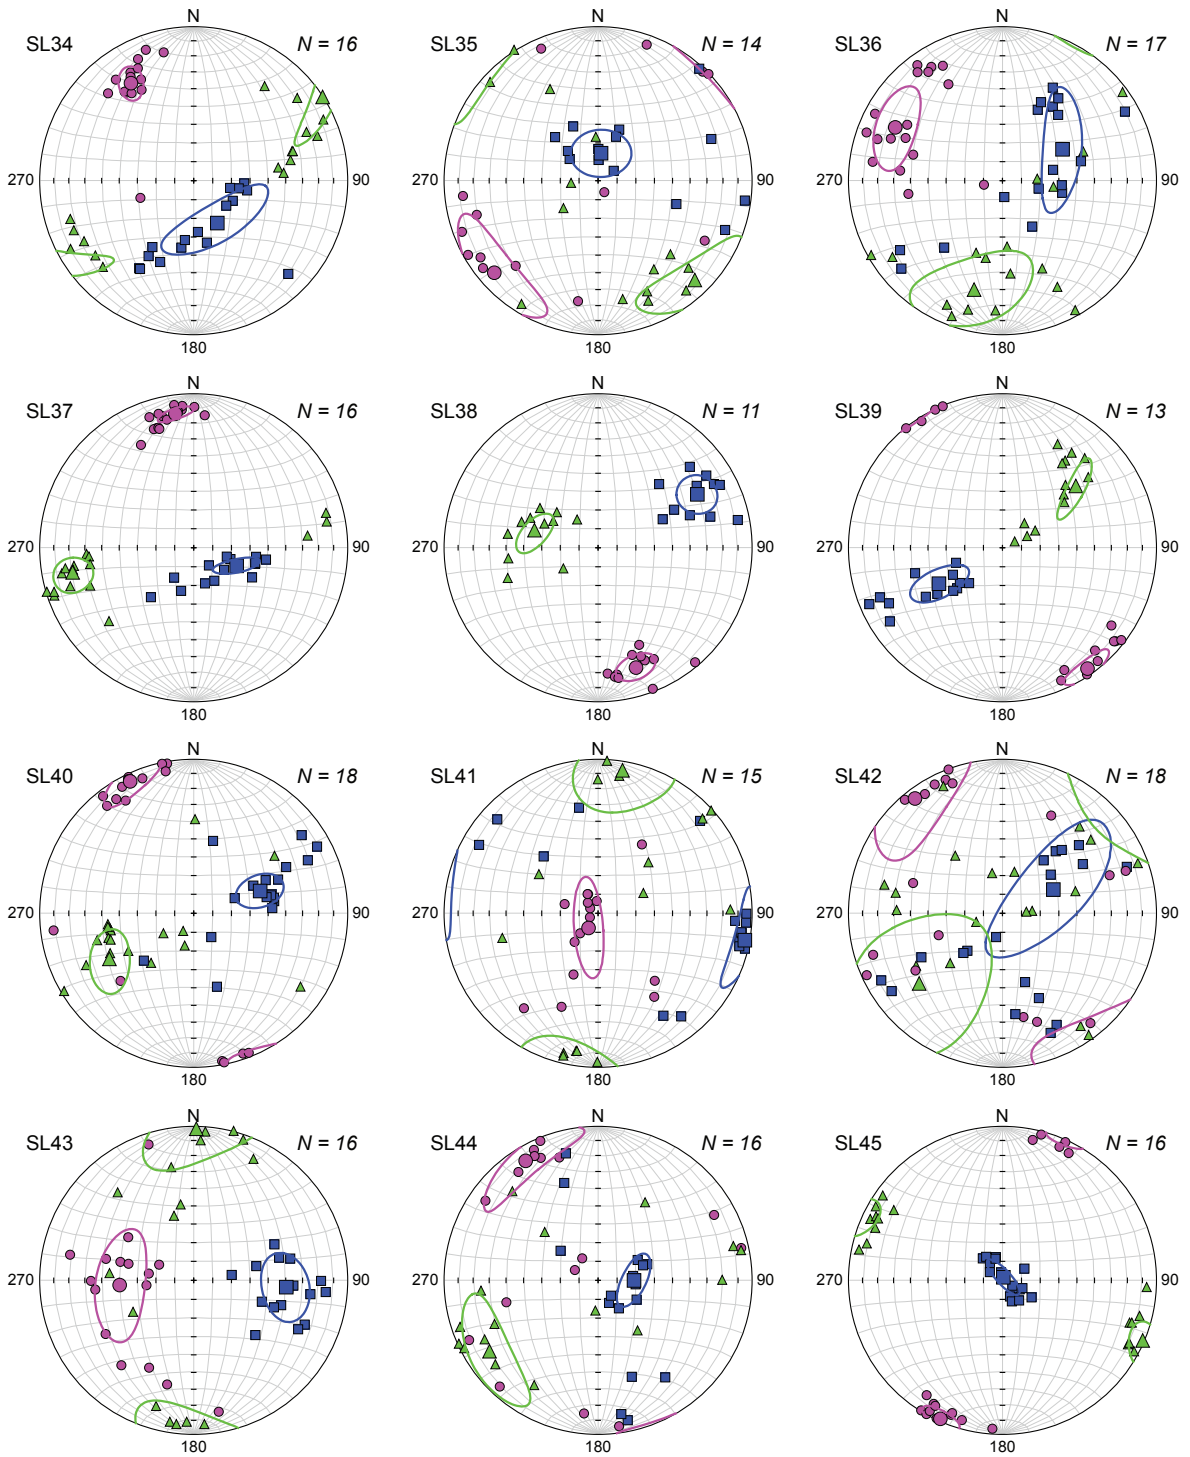 N N N
SL34 N = 16 SL35 N = 14 SL36 N = 17
270 90 270 90 270 90
180 180 180
N N N
SL37 N = 16 SL38 N = 11 SL39 N = 13
270 90 270 90 270 90
180 180 180
N N N
SL40 N = 18 SL41 N = 15 SL42 N = 18
270 90 270 90 270 90
180 180 180
N N N
SL43 N = 16 SL44 N = 16 SL45 N = 16
270 90 270 90 270 90
180 180 180